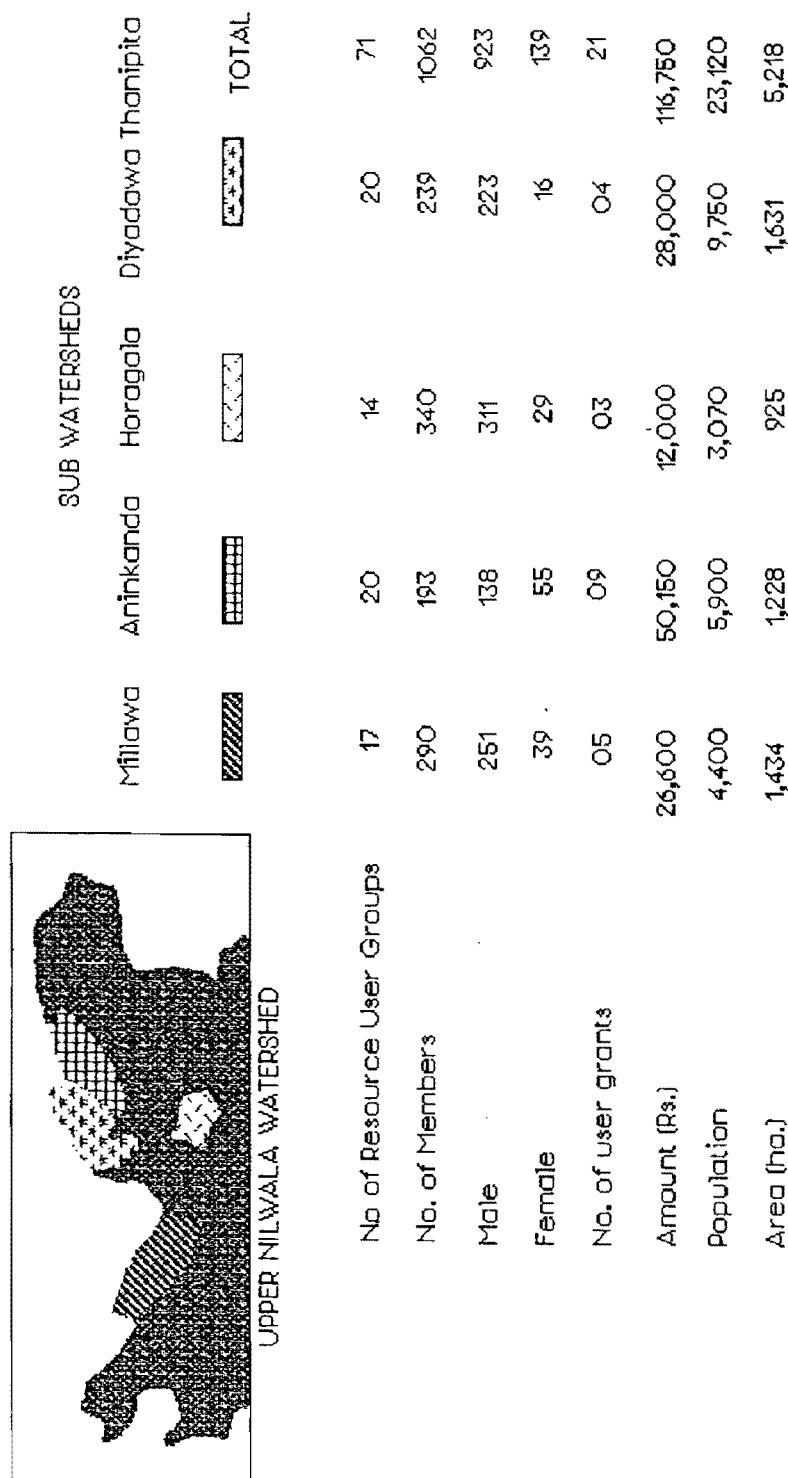 SUB WATERSHEDS
Millawa Aninkanda Horagala Diyadawa Thanipita
TOTAL
UPPER NILWALA WATERSHED
No of Resource User Groups 17 20 14 20 71
No. of Members 290 193 340 239 1062
Male 251 138 311 223 923
Female 39 55 29 16 139
No. of user grants 05 09 03 04 21
Amount (Rs.) 26,600 50,150 12,000 28,000 116,750
Population 4,400 5,900 3,070 9,750 23,120
Area (ha.) 1,434 1,228 925 1,631 5,218